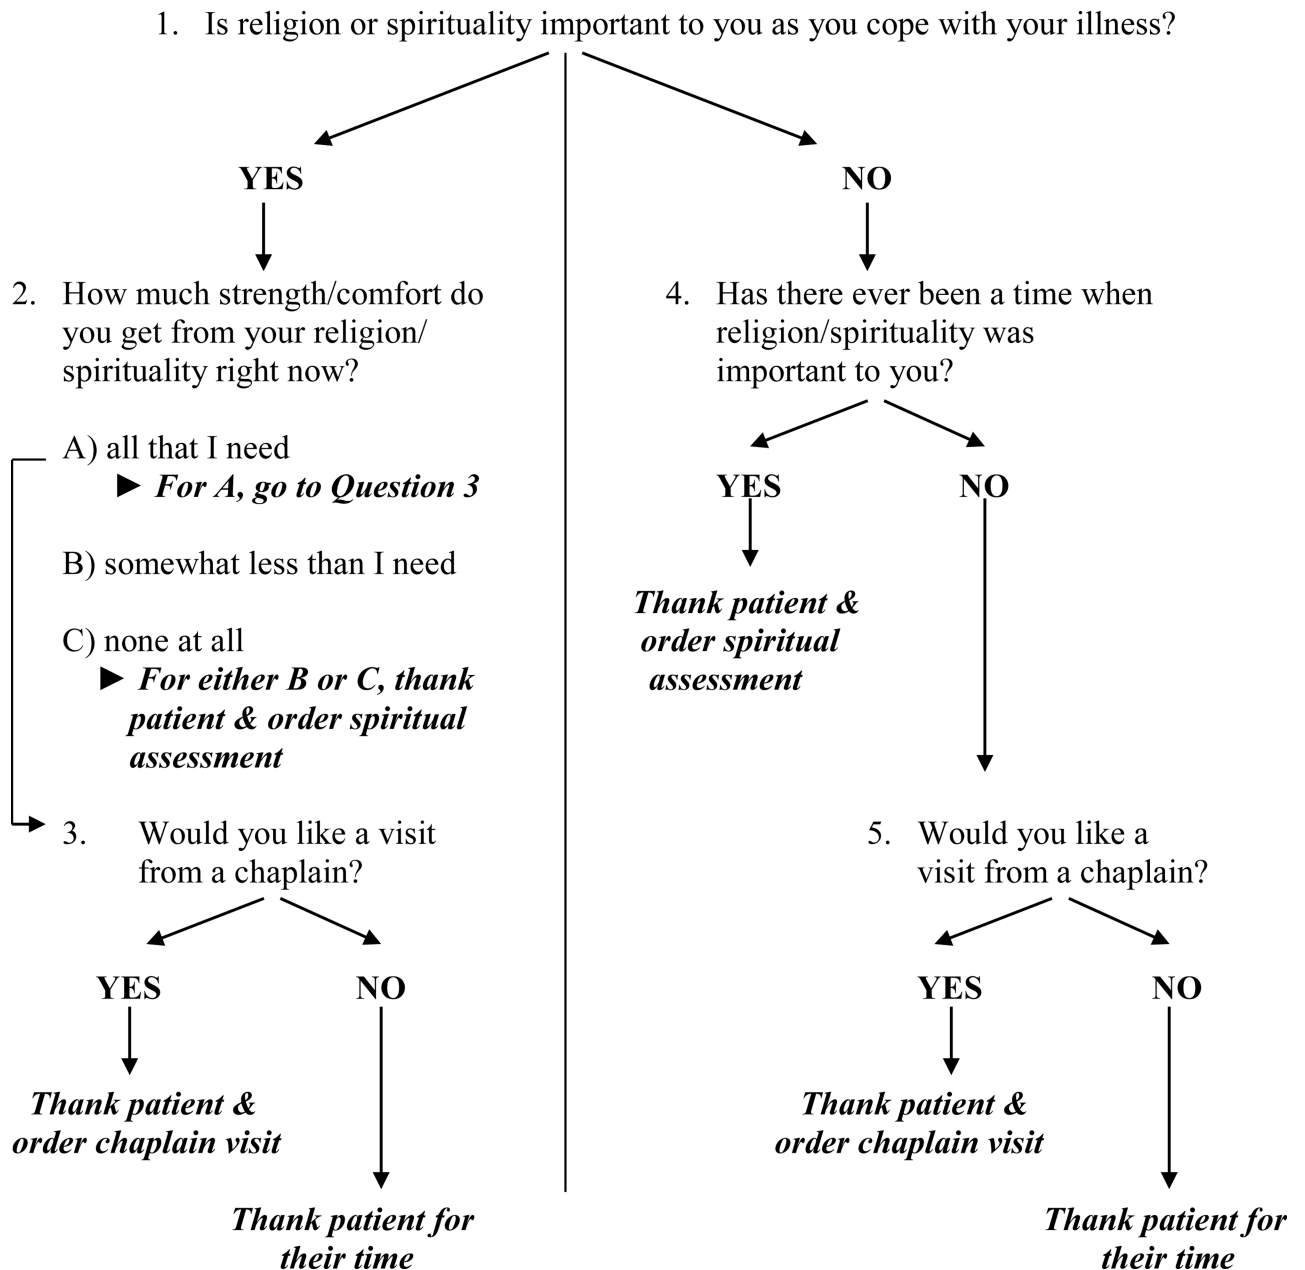 1. Is religion or spirituality important to you as you cope with your illness?
YES
2. How much strength/comfort do
you get from your religion/
spirituality right now?
A) all that I need
► For A, go to Question 3
B) somewhat less than I need
C) none at all
► For either B or C, thank
patient & order spiritual
assessment
3. Would you like a visit
from a chaplain?
YES
NO
Thank patient &
order chaplain visit
Thank patient for
their time
NO
4. Has there ever been a time when
religion/spirituality was
important to you?
YES
NO
Thank patient &
order spiritual
assessment
5. Would you like a
visit from a chaplain?
YES
NO
Thank patient &
order chaplain visit
Thank patient for
their time